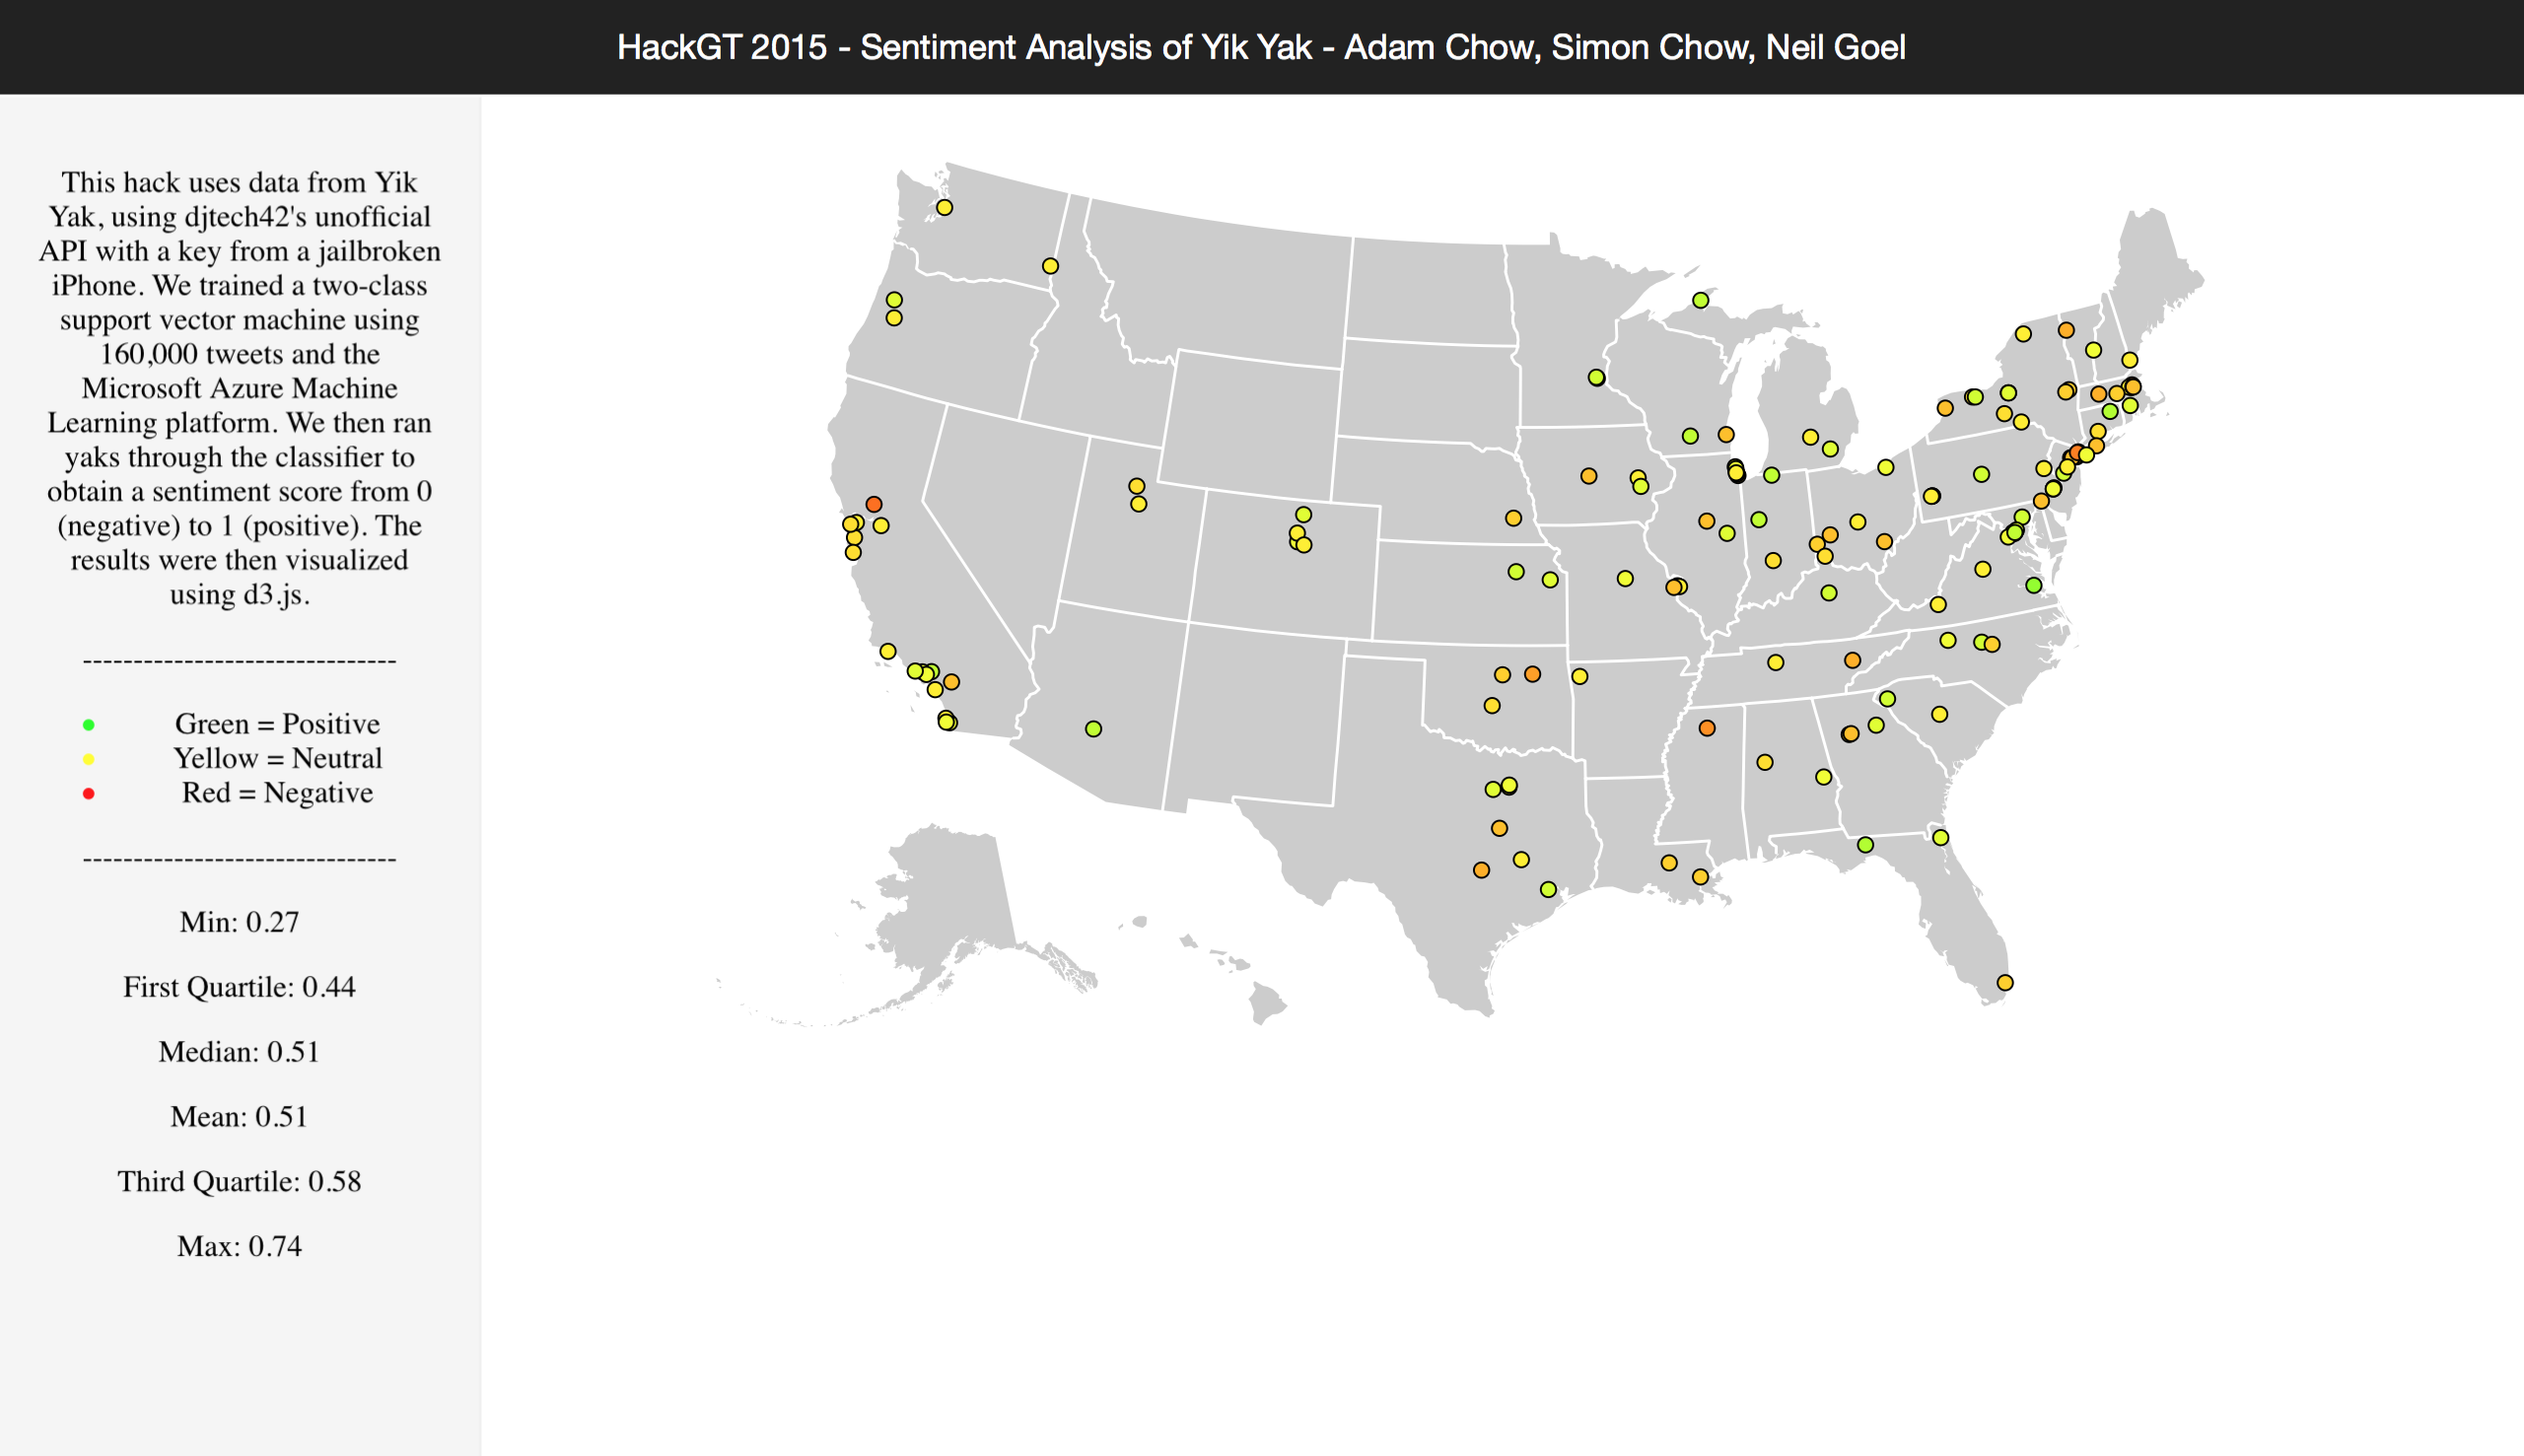 HackGT 2015 - Sentiment Analysis of Yik Yak - Adam Chow, Simon Chow, Neil Goel
This hack uses data from Yik
Yak, using djtech42's unofficial
API with a key from a jailbroken
iPhone. We trained a two-class
support vector machine using
160,000 tweets and the
Microsoft Azure Machine
Learning platform. We then ran
yaks through the classifier to
obtain a sentiment score from 0
(negative) to 1 (positive). The
results were then visualized
using d3.js.
-------------------------------
Green = Positive
Yellow = Neutral
Red = Negative
-------------------------------
Min: 0.27
First Quartile: 0.44
Median: 0.51
Mean: 0.51
Third Quartile: 0.58
Max: 0.74